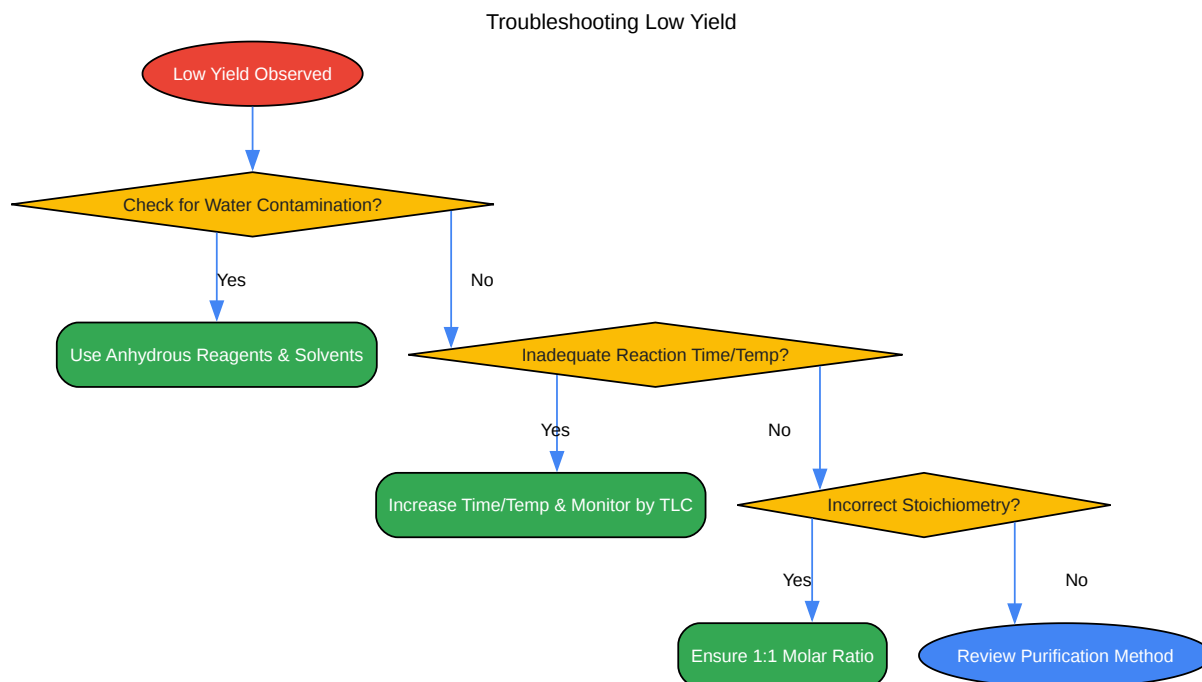 Troubleshooting Low Yield
Low Yield Observed
Check for Water Contamination?
Yes
No
Use Anhydrous Reagents & Solvents
Inadequate Reaction Time/Temp?
Yes
No
Increase Time/Temp & Monitor by TLC
Incorrect Stoichiometry?
Yes
No
Ensure 1:1 Molar Ratio
Review Purification Method